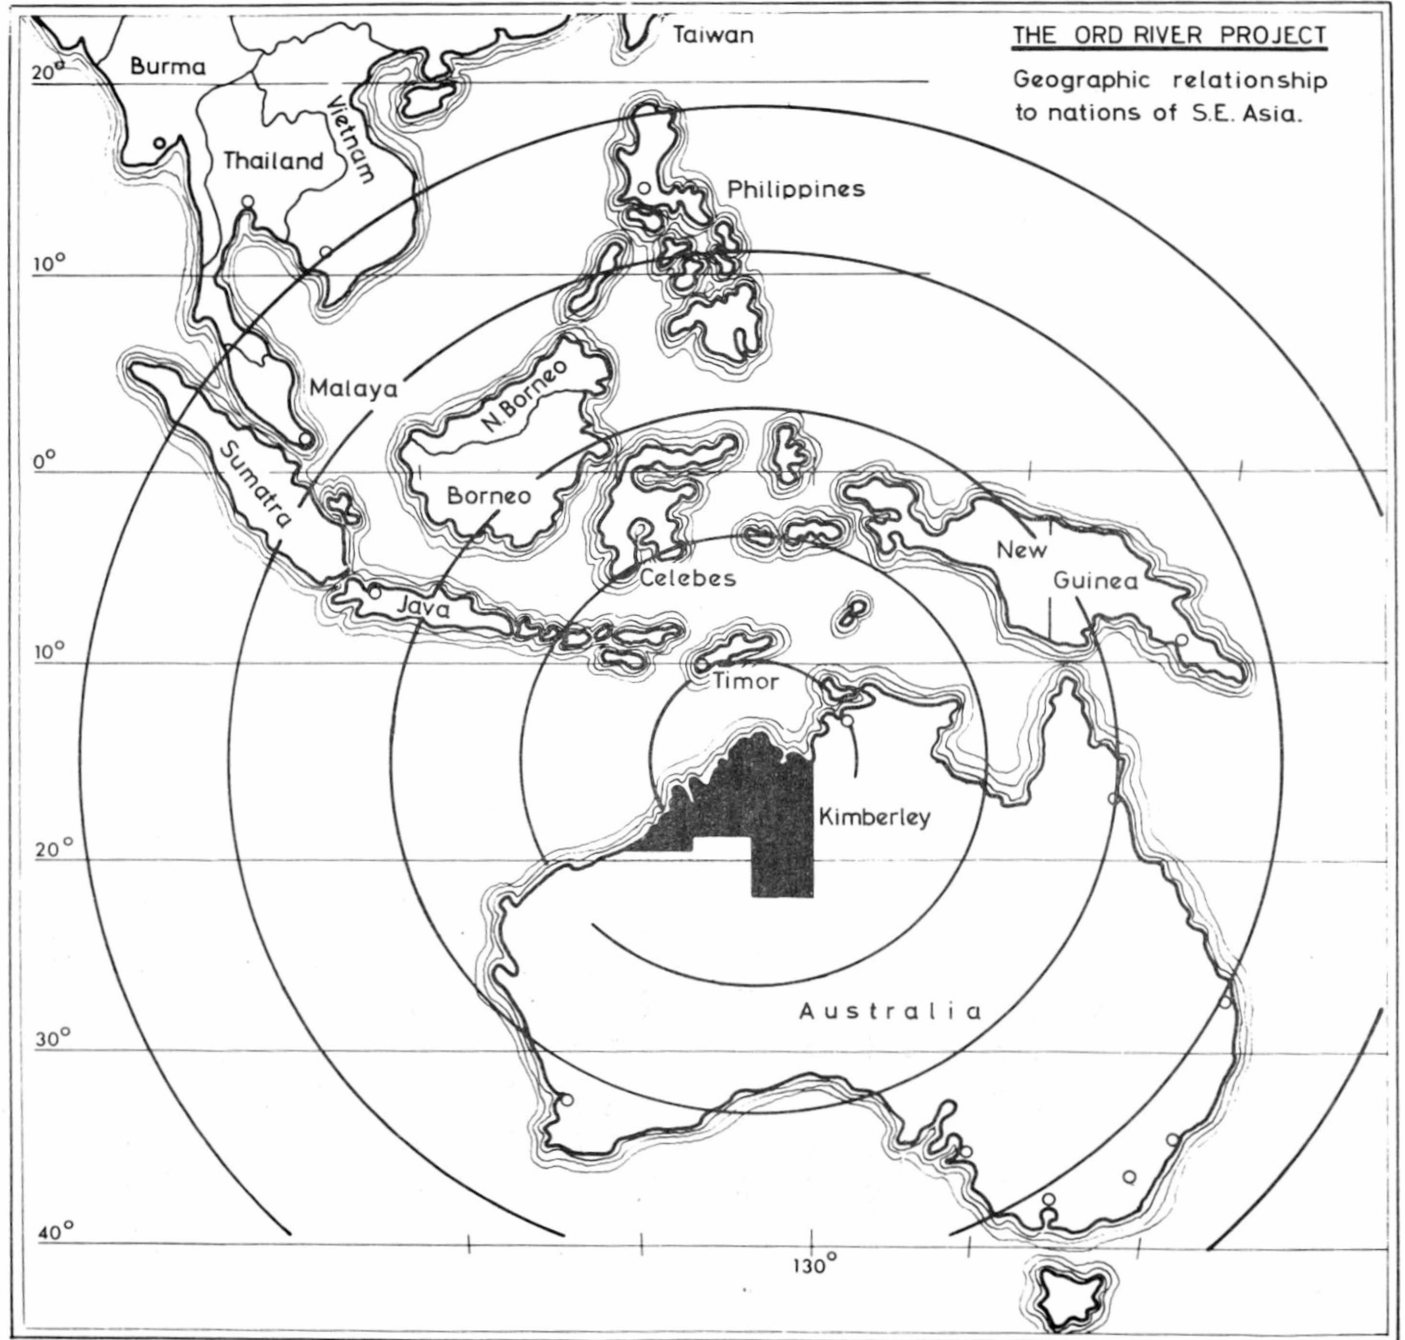 THE ORD RIVER PROJECT
Geographic relationship
to nations of S.E. Asia.
Taiwan
Burma
20°
Vietnam
Thailand
Philippines
10°
Malaya
N. Borneo
Sumatra
0°
Borneo
New
Guinea
Celebes
Java
10°
Timor
Kimberley
20°
Australia
30°
40°
130°